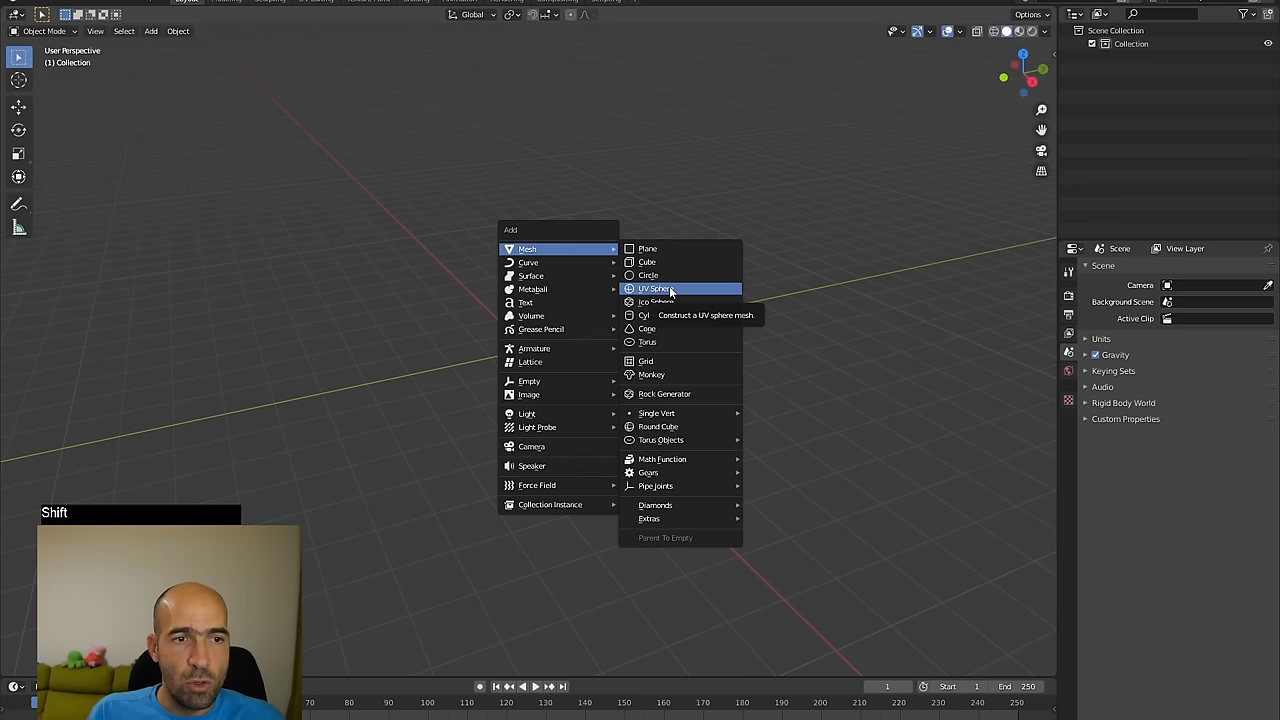 Global
Options
Object Mode
View
Select
Add
Object
User Perspective
(1) Collection
Scene Collection
Collection
Add
Mesh
Curve
Surface
Metaball
Text
Volume
Grease Pencil
Armature
Lattice
Empty
Image
Light
Light Probe
Camera
Speaker
Force Field
Collection Instance
Plane
Cube
Circle
UV Sphere
Ico Sphere
Cyl
Construct a UV sphere mesh.
Cone
Torus
Grid
Monkey
Rock Generator
Single Vert
Round Cube
Torus Objects
Math Function
Gears
Pipe Joints
Diamonds
Extras
Parent To Empty
Scene
View Layer
Scene
Camera
Background Scene
Active Clip
Units
Gravity
Keying Sets
Audio
Rigid Body World
Custom Properties
Shift
1
Start 1
End 250
70 80 90 100 110 120 130 140 150 160 170 180 190 200 210 220 230 240 250